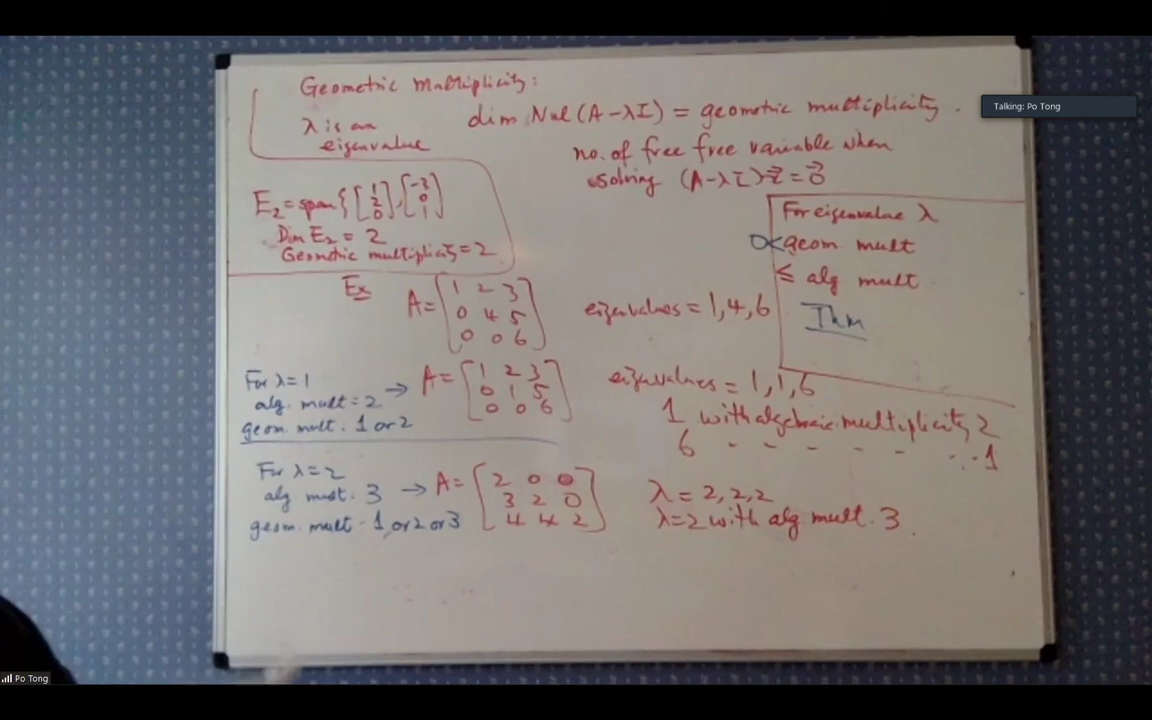 Geometric Multiplicity:
λ is an
eigenvalue
dim Nul (A-λI) = geometric multiplicity.
no. of free free variable when
solving (A-λI)x⃗ = 0⃗
E₂ = span { [1 2 0], [-3 0 1]
Dim E₂ = 2
Geometric multiplicity = 2
For eigenvalue λ
0< geom mult
≤ alg mult
Thm
Ex
A = [1 2 3
0 4 5
0 0 6]
eigenvalues = 1, 4, 6
For λ=1
alg. mult = 2 →
geom mult. 1 or 2
A = [1 2 3
0 1 5
0 0 6]
eigenvalues = 1, 1, 6
1 with algebraic multiplicity 2
6 - - - - - - - 1
For λ=2
alg mult. 3 →
geom. mult - 1 or 2 or 3
A = [2 0 0
3 2 0
4 4 2]
λ = 2, 2, 2
λ=2 with alg. mult. 3.
Talking: Po Tong
Po Tong